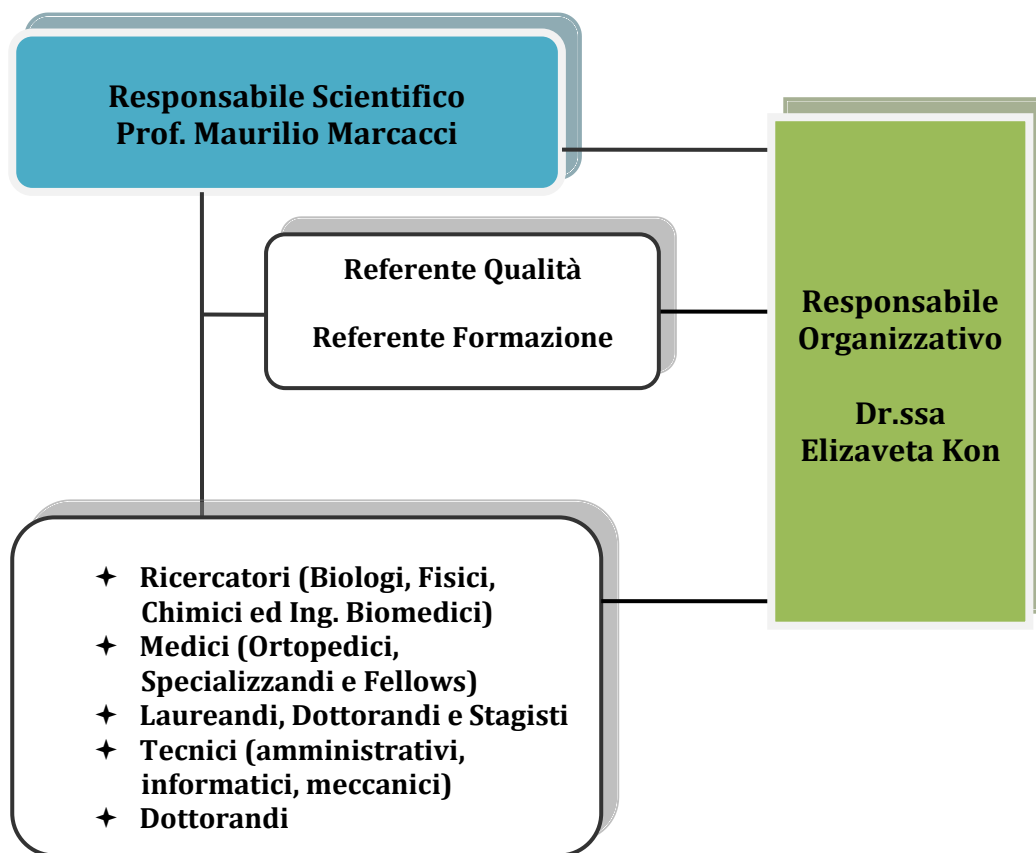 Responsabile Scientifico
Prof. Maurilio Marcacci
Referente Qualità
Referente Formazione
Responsabile
Organizzativo
Dr.ssa
Elizaveta Kon
Ricercatori (Biologi, Fisici,
Chimici ed Ing. Biomedici)
Medici (Ortopedici,
Specializzandi e Fellows)
Laureandi, Dottorandi e Stagisti
Tecnici (amministrativi,
informatici, meccanici)
Dottorandi